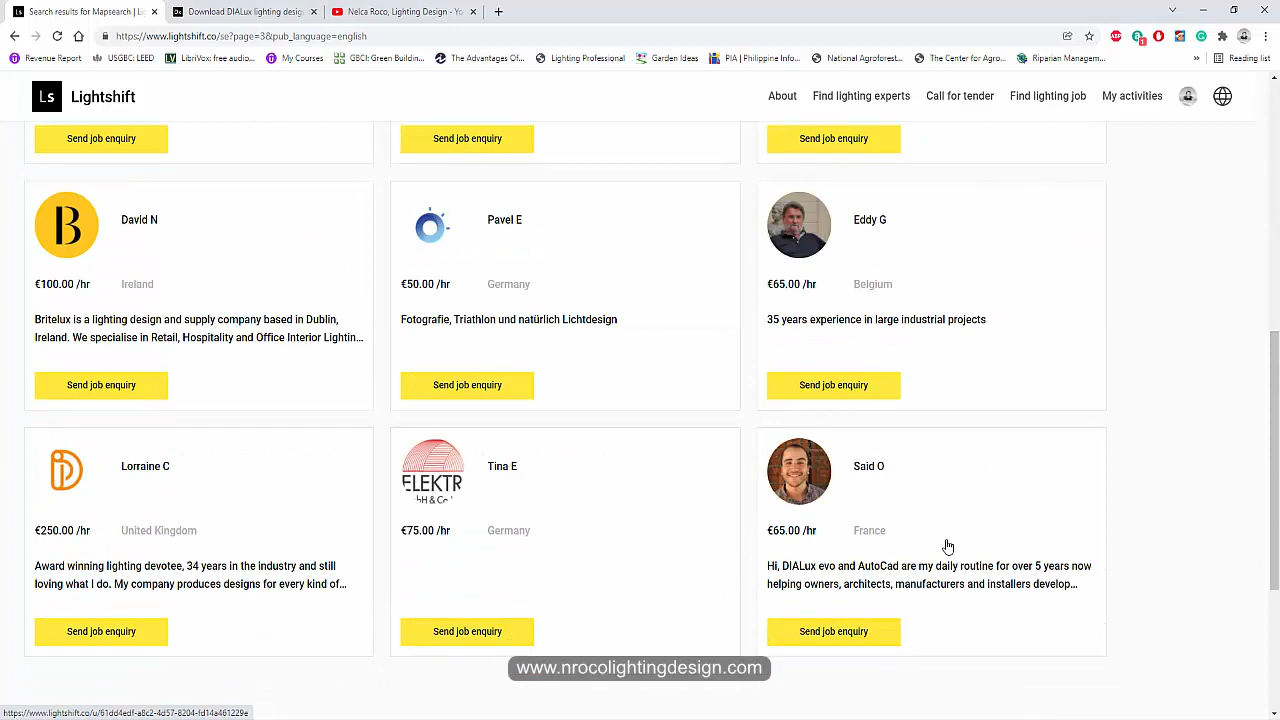 Search results for Mapsearch | Li
Download DIALux lighting desig
Nelca Roco, Lighting Design - Yo
https://www.lightshift.co/se?page=3&pub_language=english
Revenue Report
USGBC: LEED
LibriVox: free audio...
My Courses
GBCI: Green Building...
The Advantages Of...
Lighting Professional
Garden Ideas
PIA | Philippine Info...
National Agroforest...
The Center for Agro...
Riparian Managem...
»
Reading list
Ls Lightshift
About
Find lighting experts
Call for tender
Find lighting job
My activities
Send job enquiry
Send job enquiry
Send job enquiry
B
David N
€100.00 /hr
Ireland
Britelux is a lighting design and supply company based in Dublin,
Ireland. We specialise in Retail, Hospitality and Office Interior Lightin...
Send job enquiry
Pavel E
€50.00 /hr
Germany
Fotografie, Triathlon und natürlich Lichtdesign
Send job enquiry
Eddy G
€65.00 /hr
Belgium
35 years experience in large industrial projects
Send job enquiry
Lorraine C
€250.00 /hr
United Kingdom
Award winning lighting devotee, 34 years in the industry and still
loving what I do. My company produces designs for every kind of...
Send job enquiry
ELEKTR
bH & Co
Tina E
€75.00 /hr
Germany
Send job enquiry
Said O
€65.00 /hr
France
Hi, DIALux evo and AutoCad are my daily routine for over 5 years now
helping owners, architects, manufacturers and installers develop...
Send job enquiry
www.nrocolightingdesign.com
https://www.lightshift.co/u/61dd4edf-a8c2-4d57-8204-fd14a461229e